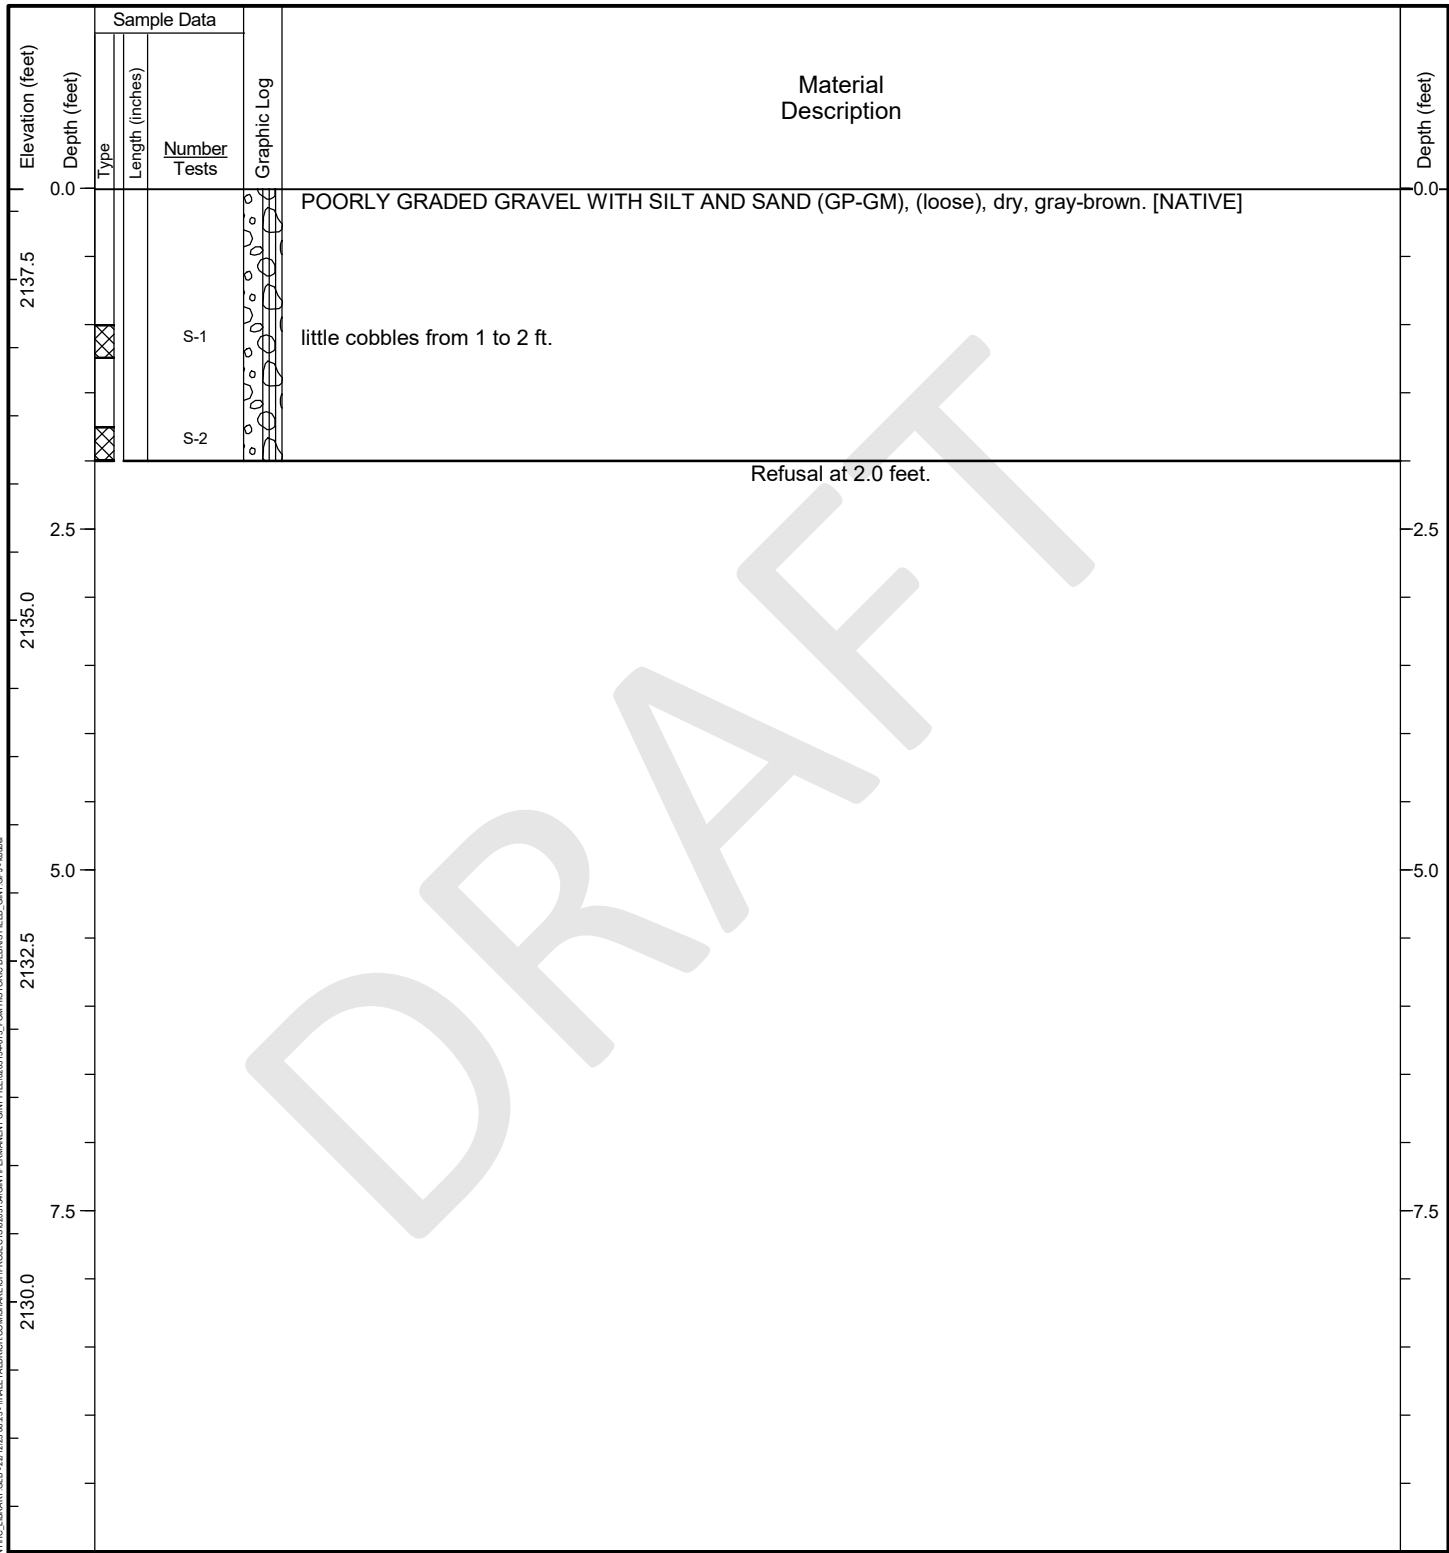 Sample Data
Elevation (feet)
Depth (feet)
Type
Length (inches)
Number
Tests
Graphic Log
Material
Description
Depth (feet)
0.0
0.0
POORLY GRADED GRAVEL WITH SILT AND SAND (GP-GM), (loose), dry, gray-brown. [NATIVE]
2137.5
S-1
little cobbles from 1 to 2 ft.
S-2
Refusal at 2.0 feet.
2.5
2.5
2135.0
5.0
5.0
2132.5
7.5
7.5
2130.0
DRAFT